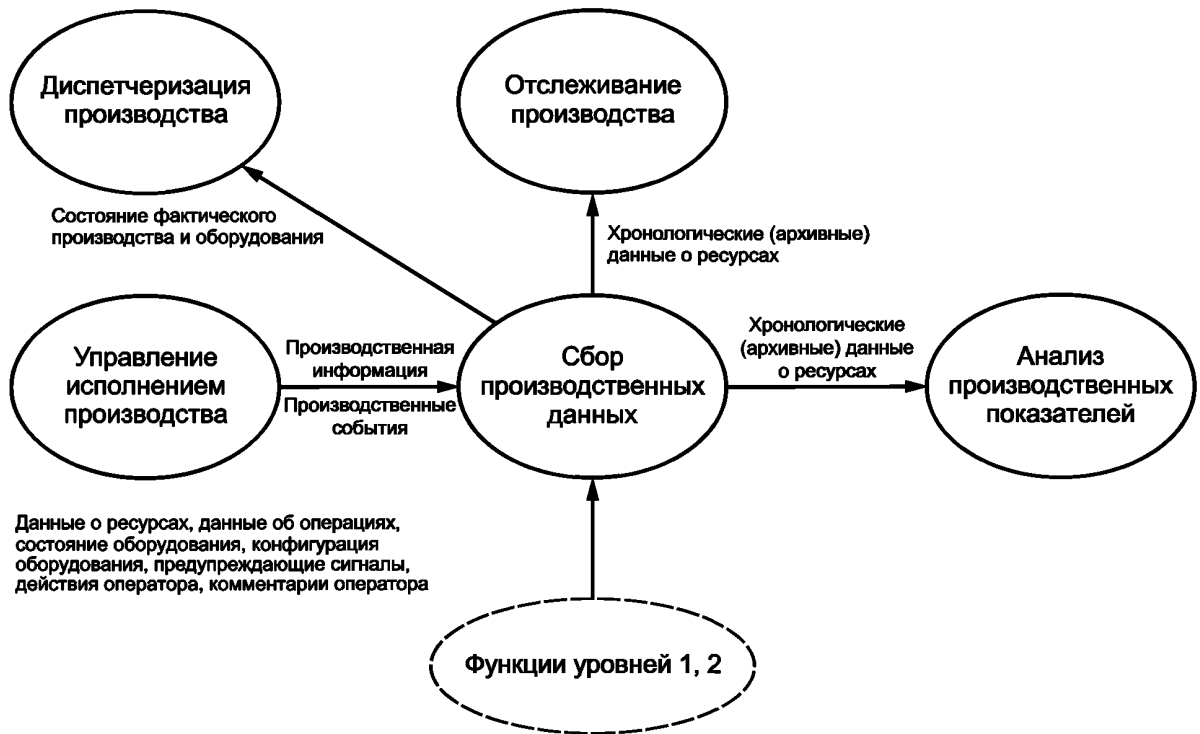 Диспетчеризация
производства
Отслеживание
производства
Состояние фактического
производства и оборудования
Хронологические (архивные)
данные о ресурсах
Управление
исполнением
производства
Производственная
информация
Производственные
события
Сбор
производственных
данных
Хронологические
(архивные) данные
о ресурсах
Анализ
производственных
показателей
Данные о ресурсах, данные об операциях,
состояние оборудования, конфигурация
оборудования, предупреждающие сигналы,
действия оператора, комментарии оператора
Функции уровней 1, 2